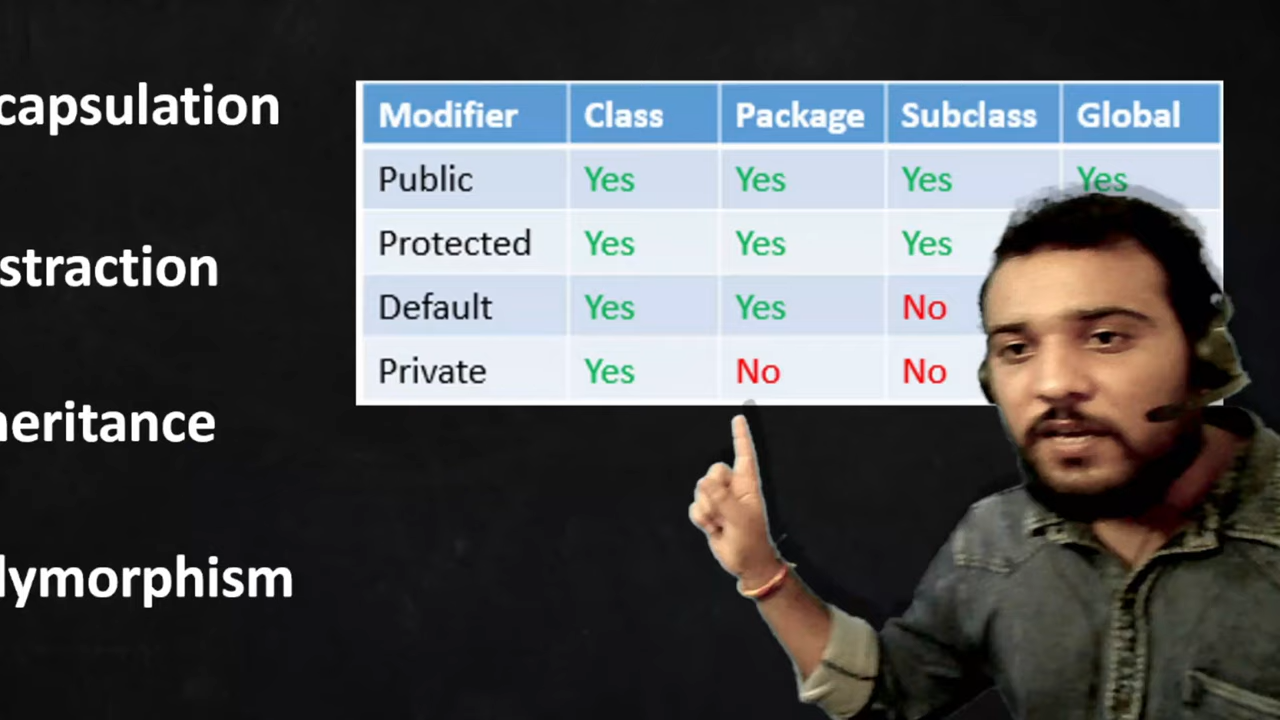 capsulation
straction
heritance
lymorphism
Modifier Class Package Subclass Global
Public Yes Yes Yes Yes
Protected Yes Yes Yes
Default Yes Yes No
Private Yes No No